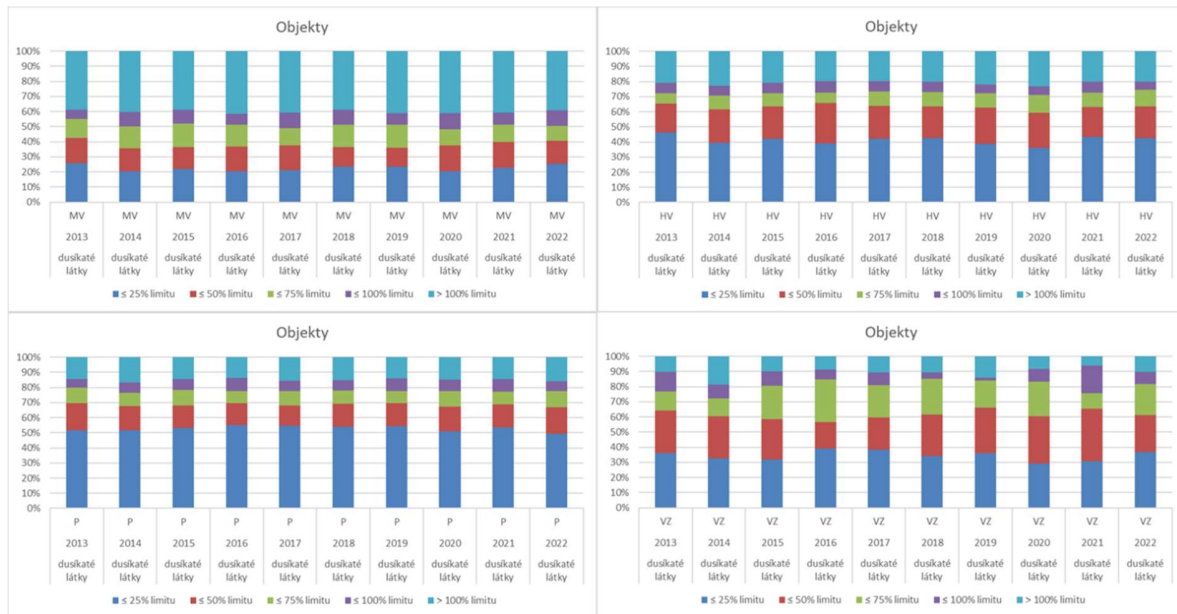 Objekty
100%
90%
80%
70%
60%
50%
40%
30%
20%
10%
0%
MV MV MV MV MV MV MV MV MV MV
2013 2014 2015 2016 2017 2018 2019 2020 2021 2022
dusíkaté dusíkaté dusíkaté dusíkaté dusíkaté dusíkaté dusíkaté dusíkaté dusíkaté dusíkaté
látky látky látky látky látky látky látky látky látky látky
≤ 25% limitu ≤ 50% limitu ≤ 75% limitu ≤ 100% limitu > 100% limitu
Objekty
100%
90%
80%
70%
60%
50%
40%
30%
20%
10%
0%
HV HV HV HV HV HV HV HV HV HV
2013 2014 2015 2016 2017 2018 2019 2020 2021 2022
dusíkaté dusíkaté dusíkaté dusíkaté dusíkaté dusíkaté dusíkaté dusíkaté dusíkaté dusíkaté
látky látky látky látky látky látky látky látky látky látky
≤ 25% limitu ≤ 50% limitu ≤ 75% limitu ≤ 100% limitu > 100% limitu
Objekty
100%
90%
80%
70%
60%
50%
40%
30%
20%
10%
0%
P P P P P P P P P P
2013 2014 2015 2016 2017 2018 2019 2020 2021 2022
dusíkaté dusíkaté dusíkaté dusíkaté dusíkaté dusíkaté dusíkaté dusíkaté dusíkaté dusíkaté
látky látky látky látky látky látky látky látky látky látky
≤ 25% limitu ≤ 50% limitu ≤ 75% limitu ≤ 100% limitu > 100% limitu
Objekty
100%
90%
80%
70%
60%
50%
40%
30%
20%
10%
0%
VZ VZ VZ VZ VZ VZ VZ VZ VZ VZ
2013 2014 2015 2016 2017 2018 2019 2020 2021 2022
dusíkaté dusíkaté dusíkaté dusíkaté dusíkaté dusíkaté dusíkaté dusíkaté dusíkaté dusíkaté
látky látky látky látky látky látky látky látky látky látky
≤ 25% limitu ≤ 50% limitu ≤ 75% limitu ≤ 100% limitu > 100% limitu